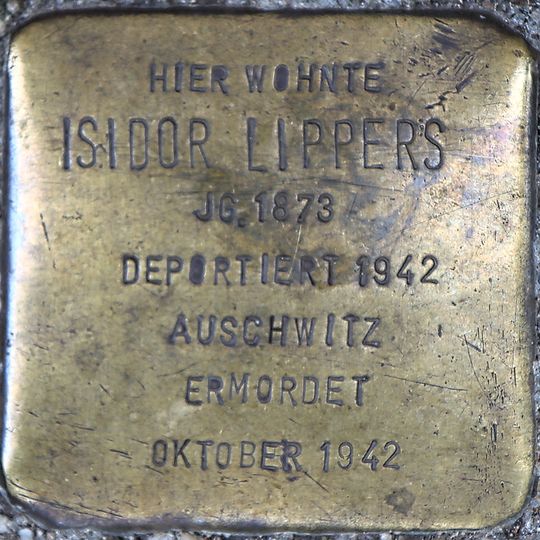 HIER WOHNTE
ISIDOR LIPPERS
JG. 1873
DEPORTIERT 1942
AUSCHWITZ
ERMORDET
OKTOBER 1942